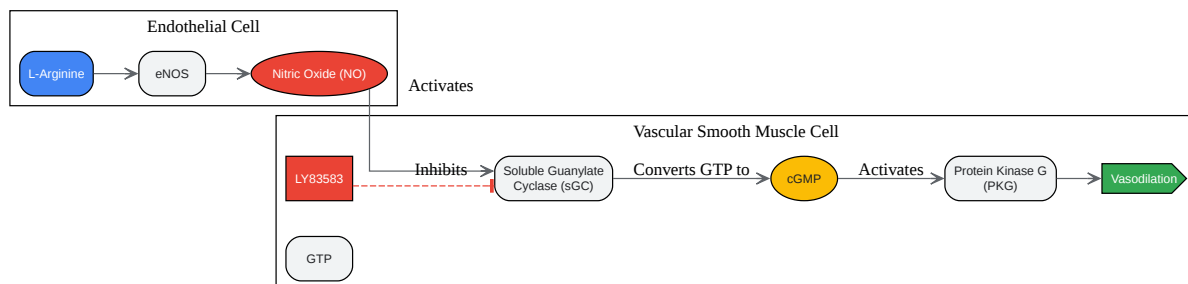 Endothelial Cell
L-Arginine
eNOS
Nitric Oxide (NO)
Activates
Vascular Smooth Muscle Cell
LY83583
Inhibits
Soluble Guanylate
Cyclase (sGC)
Converts GTP to
cGMP
Activates
Protein Kinase G
(PKG)
Vasodilation
GTP